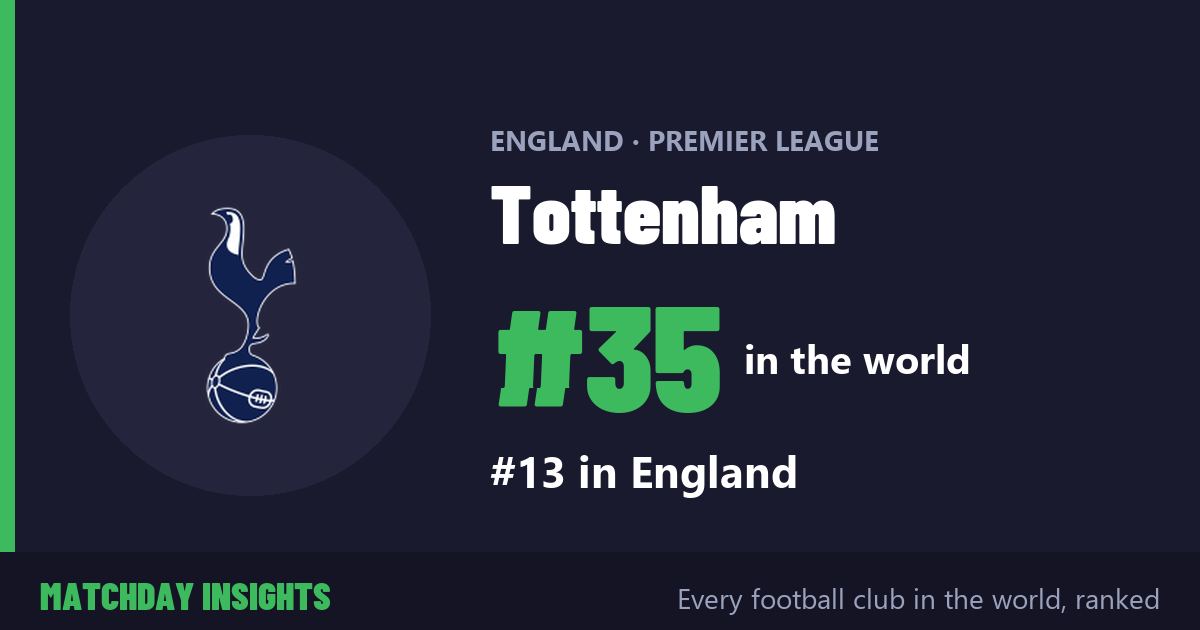 ENGLAND · PREMIER LEAGUE
Tottenham
#35 in the world
#13 in England
MATCHDAY INSIGHTS
Every football club in the world, ranked